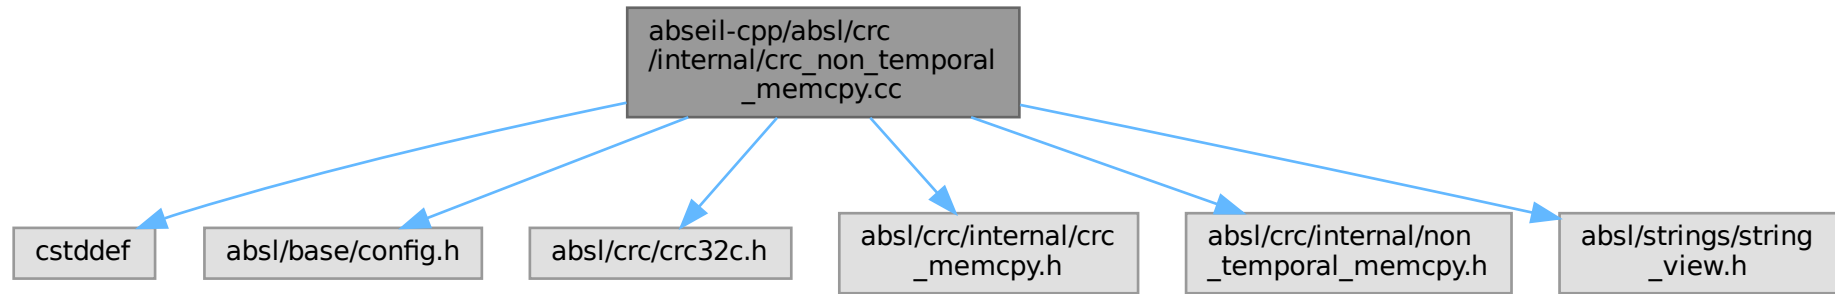 abseil-cpp/absl/crc
/internal/crc_non_temporal
_memcpy.cc
cstddef
absl/base/config.h
absl/crc/crc32c.h
absl/crc/internal/crc
_memcpy.h
absl/crc/internal/non
_temporal_memcpy.h
absl/strings/string
_view.h